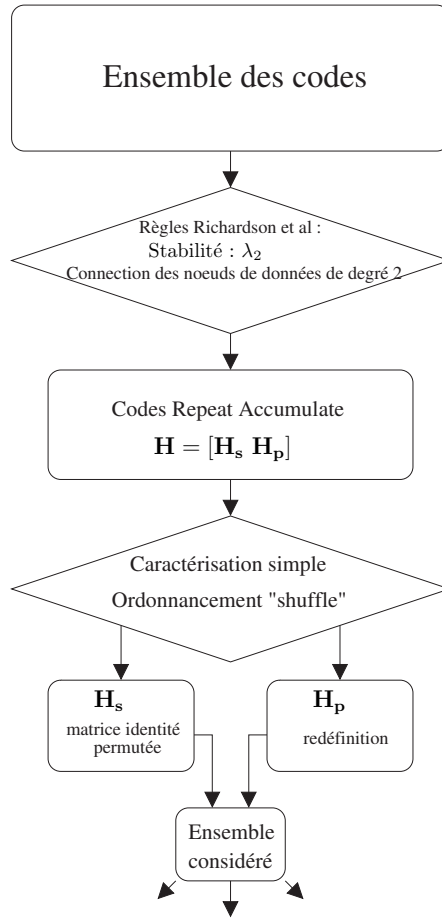 Ensemble des codes
Règles Richardson et al :
Stabilité : λ₂
Connection des noeuds de données de degré 2
Codes Repeat Accumulate
H = [Hₛ Hₚ]
Caractérisation simple
Ordonnancement "shuffle"
Hₛ
matrice identité
permutée
Hₚ
redéfinition
Ensemble
considéré